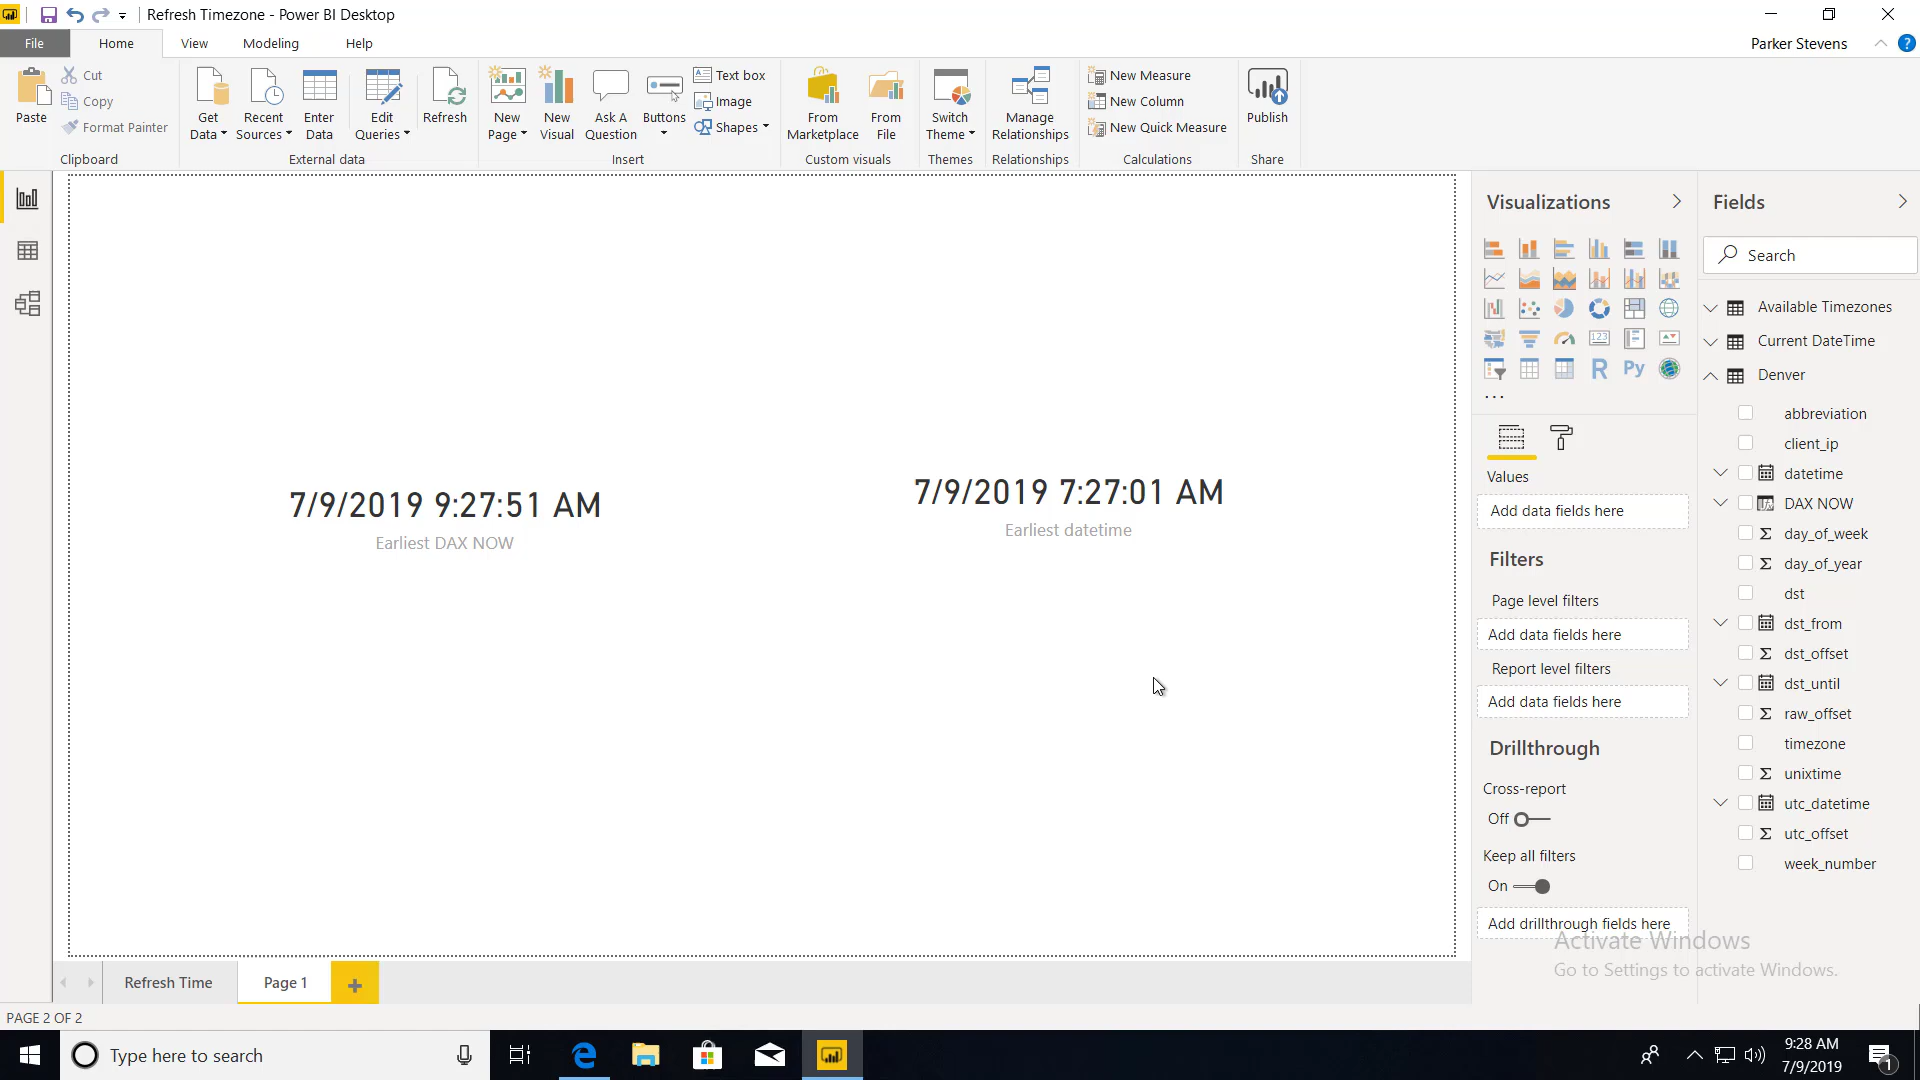 Refresh Timezone - Power BI Desktop
File
Home
View
Modeling
Help
Parker Stevens
?
Paste
Cut
Copy
Format Painter
Clipboard
Get Data
Recent Sources
Enter Data
Edit Queries
Refresh
External data
New Page
New Visual
Ask A Question
Buttons
Text box
Image
Shapes
Insert
From Marketplace
From File
Custom visuals
Switch Theme
Themes
Manage Relationships
Relationships
New Measure
New Column
New Quick Measure
Calculations
Publish
Share
7/9/2019 9:27:51 AM
Earliest DAX NOW
7/9/2019 7:27:01 AM
Earliest datetime
Visualizations
123
R
Py
Values
Add data fields here
Filters
Page level filters
Add data fields here
Report level filters
Add data fields here
Drillthrough
Cross-report
Off
Keep all filters
On
Add drillthrough fields here
Fields
Search
Available Timezones
Current DateTime
Denver
abbreviation
client_ip
datetime
DAX NOW
day_of_week
day_of_year
dst
dst_from
dst_offset
dst_until
raw_offset
timezone
unixtime
utc_datetime
utc_offset
week_number
Activate Windows
Go to Settings to activate Windows.
Refresh Time
Page 1
PAGE 2 OF 2
Type here to search
9:28 AM
7/9/2019
1